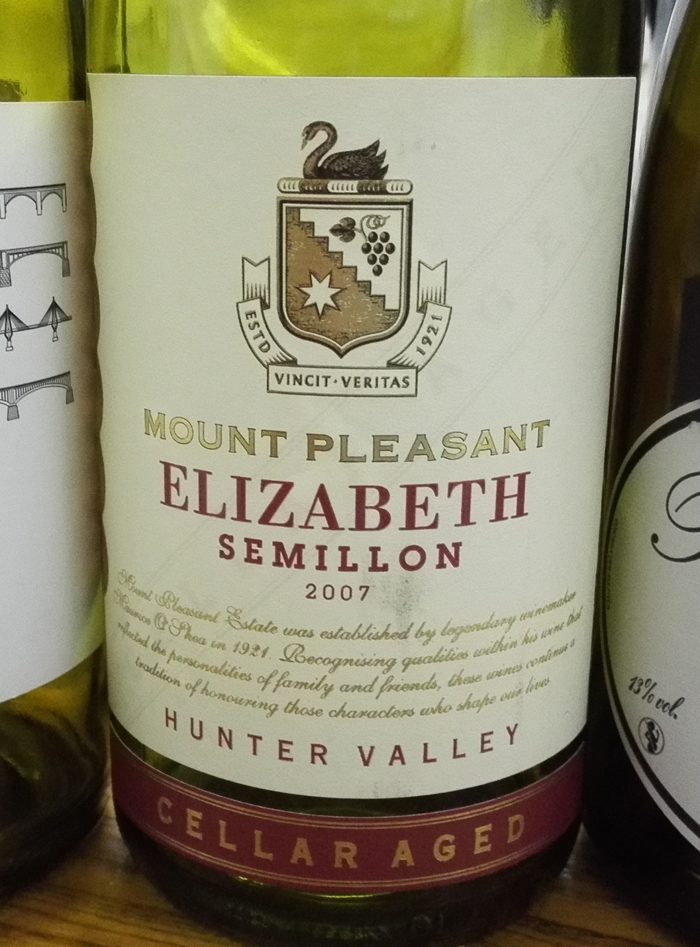 ESTD
1921
VINCIT·VERITAS
MOUNT PLEASANT
ELIZABETH
SEMILLON
2007
Mount Pleasant Estate was established by legendary winemaker
Maurice O'Shea in 1921. Recognising qualities within his wine that
reflected the personalities of family and friends, these wines continue a
tradition of honouring those characters who shape our lives
HUNTER VALLEY
CELLAR AGED
13% vol.